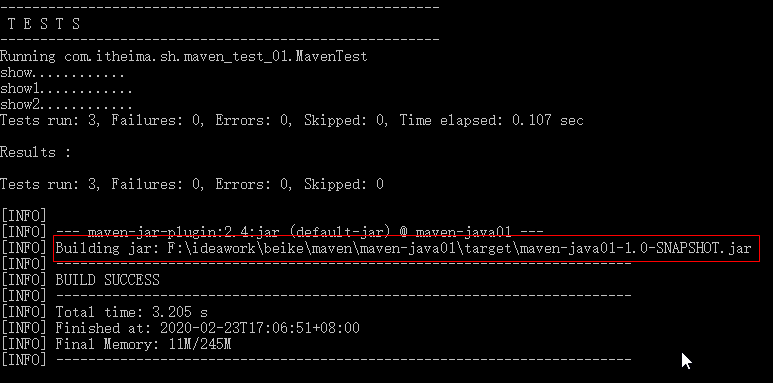 -------------------------------------------------------
 T E S T S
-------------------------------------------------------
Running com.itheima.sh.maven_test_01.MavenTest
show............
show1............
show2............
Tests run: 3, Failures: 0, Errors: 0, Skipped: 0, Time elapsed: 0.107 sec

Results :

Tests run: 3, Failures: 0, Errors: 0, Skipped: 0

[INFO]
[INFO] --- maven-jar-plugin:2.4:jar (default-jar) @ maven-java01 ---
[INFO] Building jar: F:\ideawork\beike\maven\maven-java01\target\maven-java01-1.0-SNAPSHOT.jar
[INFO] ------------------------------------------------------------------------
[INFO] BUILD SUCCESS
[INFO] ------------------------------------------------------------------------
[INFO] Total time: 3.205 s
[INFO] Finished at: 2020-02-23T17:06:51+08:00
[INFO] Final Memory: 11M/245M
[INFO] ------------------------------------------------------------------------